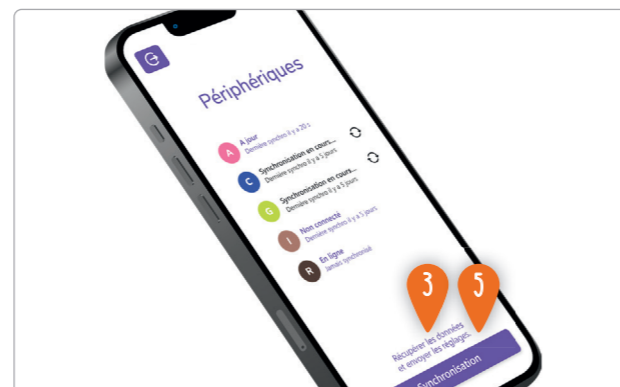 Périphériques
A
À jour
Dernière synchro il y a 20 s
C
Synchronisation en cours...
Dernière synchro il y a 5 jours
G
Synchronisation en cours...
Dernière synchro il y a 5 jours
I
Non connecté
Dernière synchro il y a 5 jours
R
En ligne
Jamais synchronisé
3
5
Récupérer les données
et envoyer les réglages.
Synchronisation